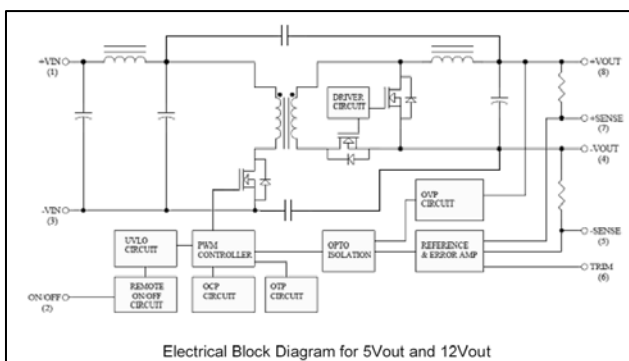 +VIN
(1)
+VOUT
(8)
DRIVER
CIRCUIT
+SENSE
(7)
-VOUT
(4)
-VIN
(3)
OVP
CIRCUIT
UVLO
CIRCUIT
PWM
CONTROLLER
OPTO
ISOLATION
REFERENCE
& ERROR AMP
-SENSE
(5)
TRIM
(6)
ON/OFF
(2)
REMOTE
ON/OFF CIRCUIT
OCP
CIRCUIT
OTP
CIRCUIT
Electrical Block Diagram for 5Vout and 12Vout